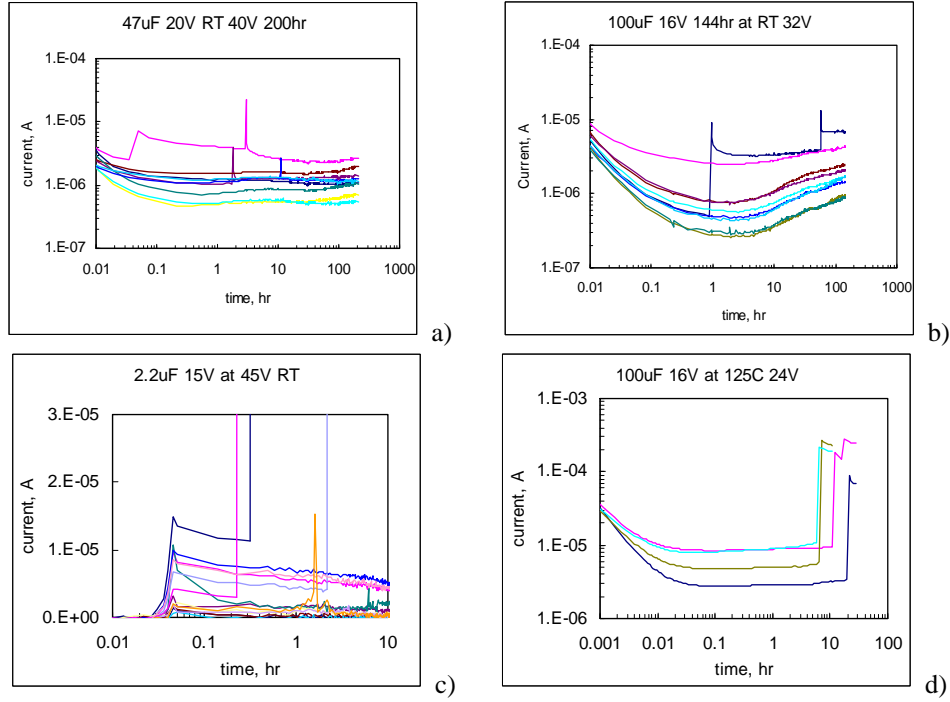 47uF 20V RT 40V 200hr
current, A
1.E-04
1.E-05
1.E-06
1.E-07
0.01 0.1 1 10 100 1000
time, hr
a)
100uF 16V 144hr at RT 32V
current, A
1.E-04
1.E-05
1.E-06
1.E-07
0.01 0.1 1 10 100 1000
time, hr
b)
2.2uF 15V at 45V RT
current, A
3.E-05
2.E-05
1.E-05
0.E+00
0.01 0.1 1 10
time, hr
c)
100uF 16V at 125C 24V
current, A
1.E-03
1.E-04
1.E-05
1.E-06
0.001 0.01 0.1 1 10 100
time, hr
d)